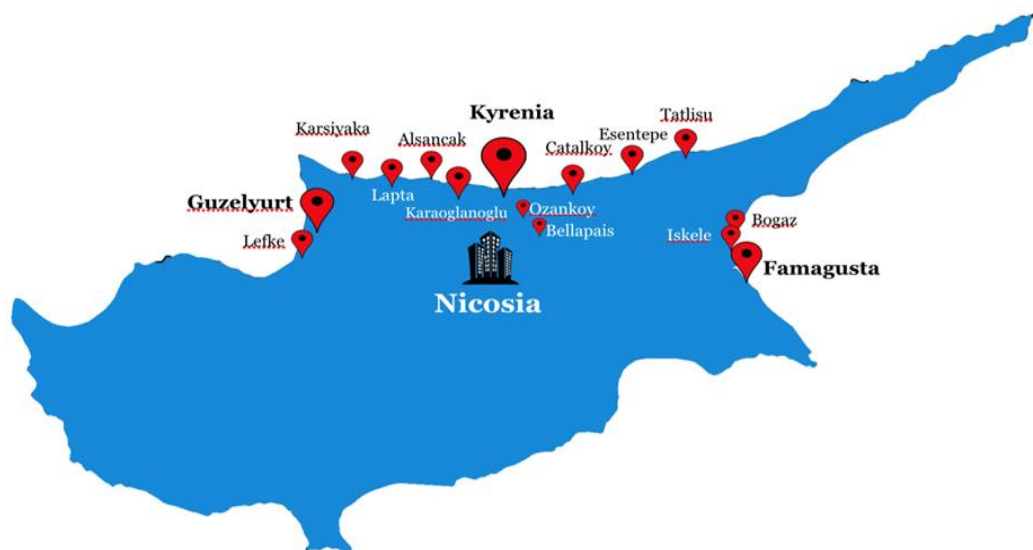 Kyrenia
Tatlisu
Karsiyaka
Alsancak
Esentepe
Catalkoy
Lapta
Guzelyurt
Karaoglanoglu
Ozankoy
Bogaz
Bellapais
Iskele
Lefke
Famagusta
Nicosia